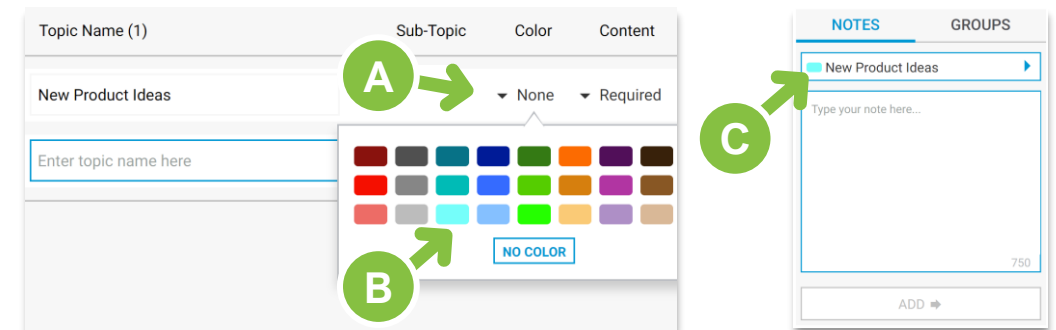 Topic Name (1) Sub-Topic Color Content
A
New Product Ideas None Required
Enter topic name here
NO COLOR
B
NOTES GROUPS
New Product Ideas
C
Type your note here...
750
ADD